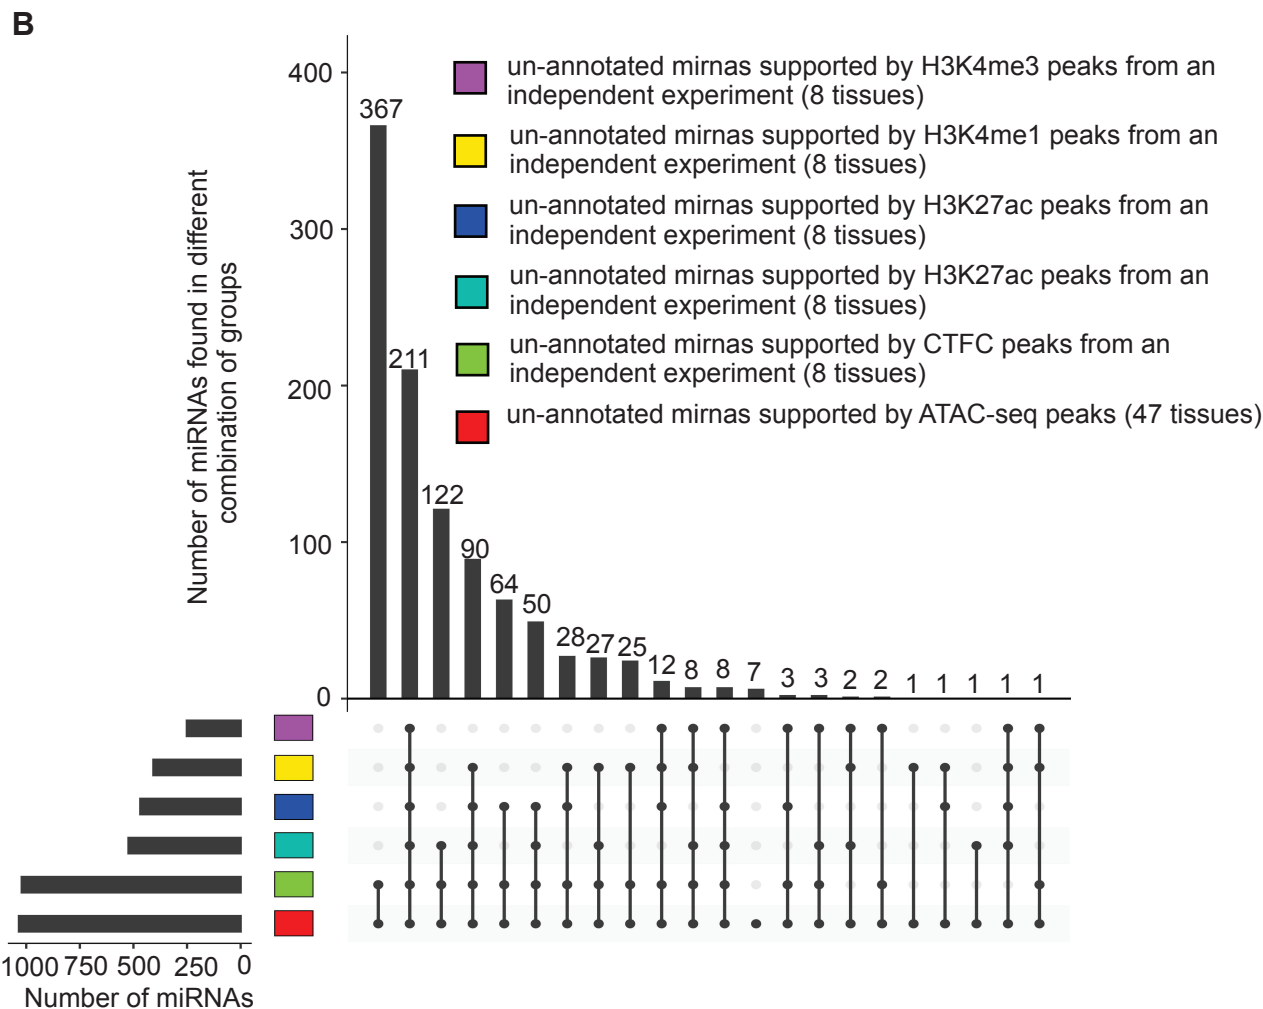 B
400
300
200
100
0
Number of miRNAs found in different
combination of groups
un-annotated mirnas supported by H3K4me3 peaks from an
independent experiment (8 tissues)
un-annotated mirnas supported by H3K4me1 peaks from an
independent experiment (8 tissues)
un-annotated mirnas supported by H3K27ac peaks from an
independent experiment (8 tissues)
un-annotated mirnas supported by H3K27ac peaks from an
independent experiment (8 tissues)
un-annotated mirnas supported by CTFC peaks from an
independent experiment (8 tissues)
un-annotated mirnas supported by ATAC-seq peaks (47 tissues)
367
211
122
90
64
50
28
27
25
12
8
8
7
3
3
2
2
1
1
1
1
1
1000 750 500 250 0
Number of miRNAs